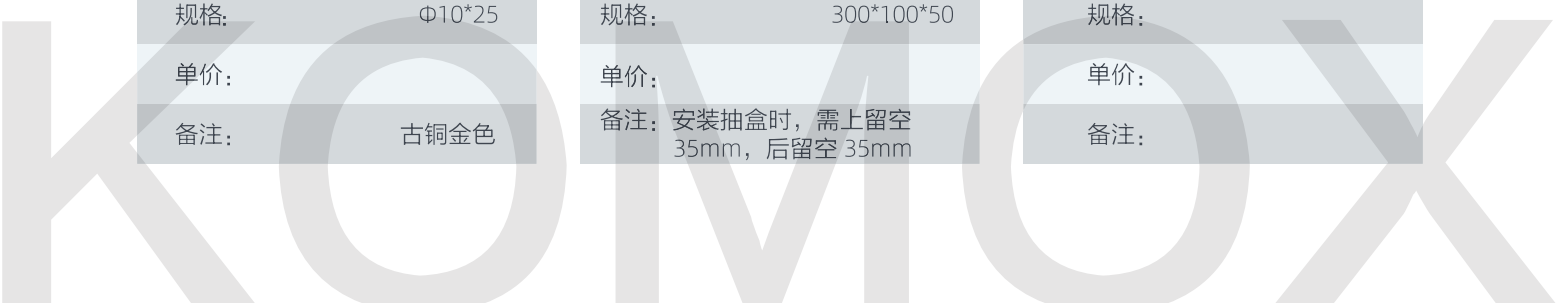 规格: Φ10*25
单价:
备注: 古铜金色
规格: 300*100*50
单价:
备注: 安装抽盒时，需上留空
35mm，后留空 35mm
规格:
单价:
备注:
KOMOX